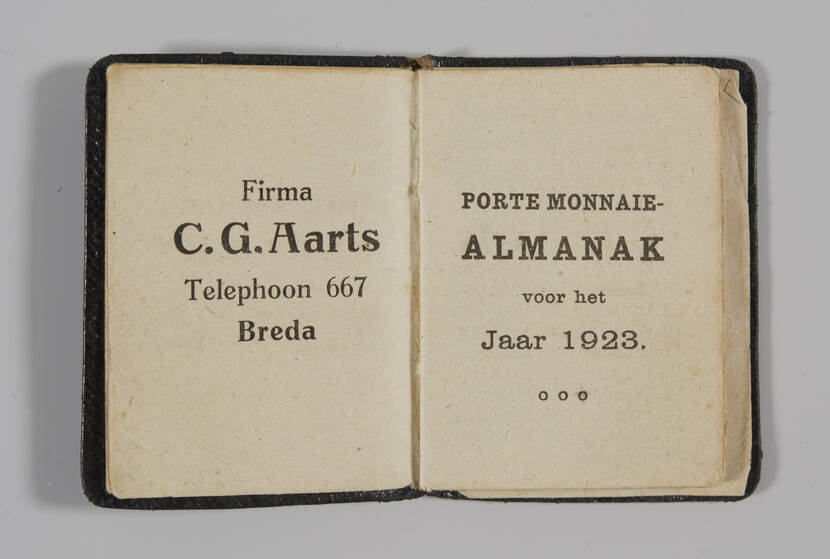 Firma
C. G. Aarts
Telephoon 667
Breda
PORTE MONNAIE-
ALMANAK
voor het
Jaar 1923.
o o o